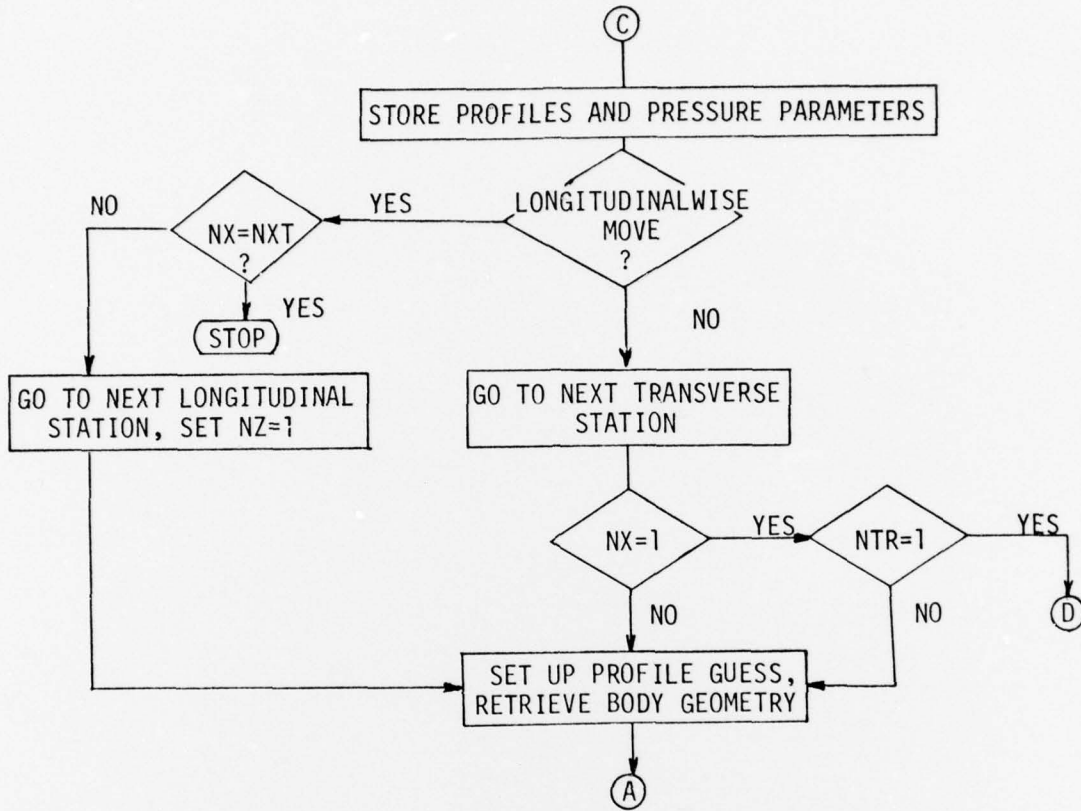 C
STORE PROFILES AND PRESSURE PARAMETERS
LONGITUDINALWISE
MOVE
?
YES
NX=NXT
?
NO
YES
STOP
NO
GO TO NEXT LONGITUDINAL
STATION, SET NZ=1
GO TO NEXT TRANSVERSE
STATION
NX=1
YES
NTR=1
YES
D
NO
NO
SET UP PROFILE GUESS,
RETRIEVE BODY GEOMETRY
A